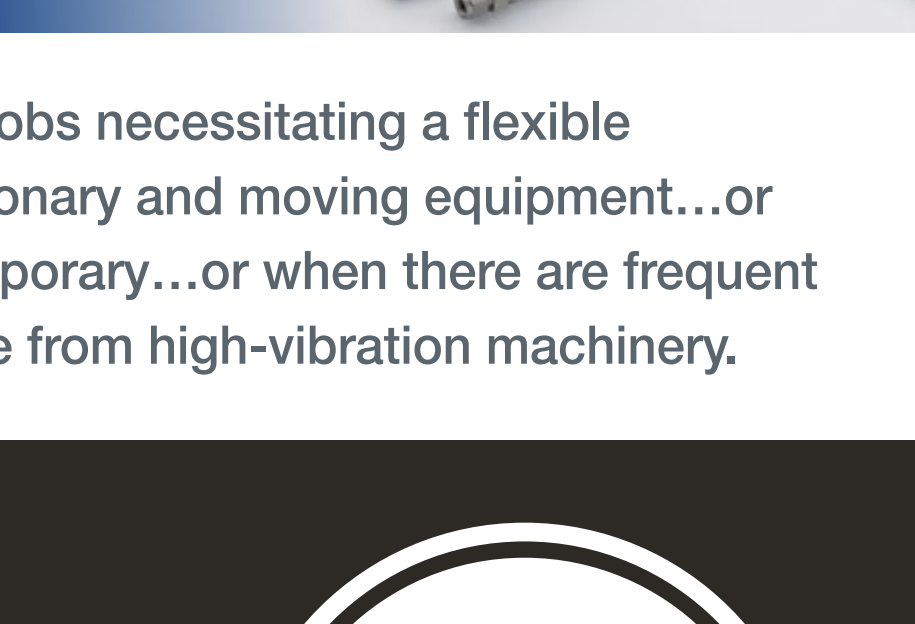 obs necessitating a flexible
onary and moving equipment…or
porary…or when there are frequent
e from high-vibration machinery.